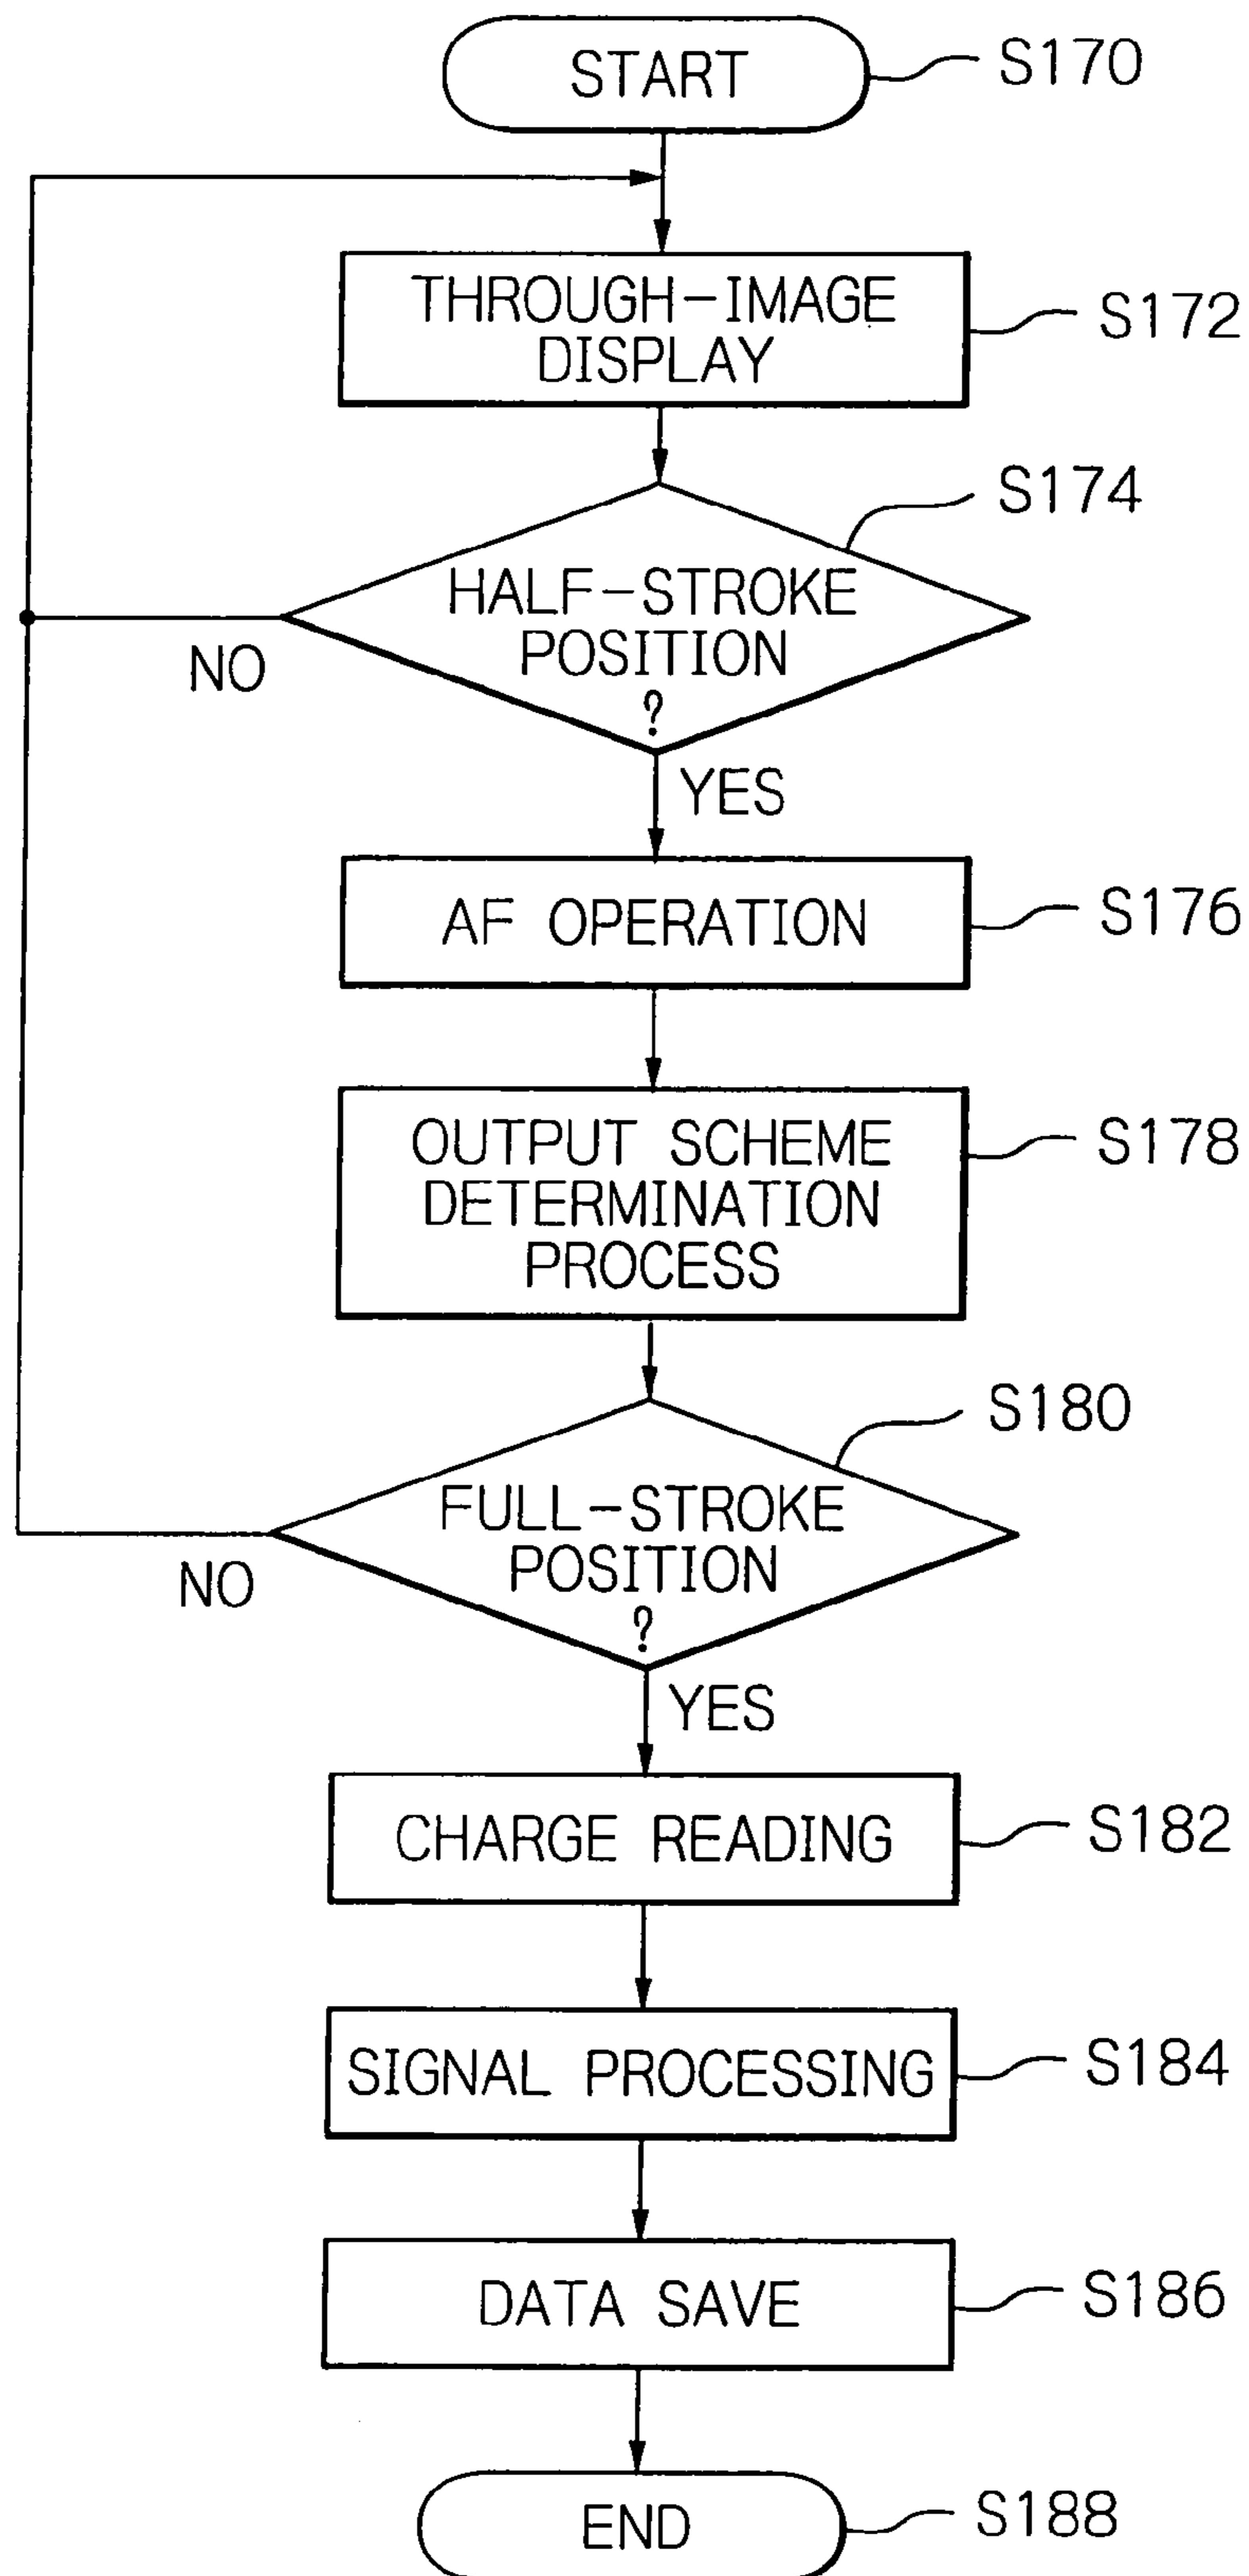 START
S170
THROUGH-IMAGE
DISPLAY
S172
S174
HALF-STROKE
POSITION
?
NO
YES
AF OPERATION
S176
OUTPUT SCHEME
DETERMINATION
PROCESS
S178
S180
FULL-STROKE
POSITION
?
NO
YES
CHARGE READING
S182
SIGNAL PROCESSING
S184
DATA SAVE
S186
END
S188